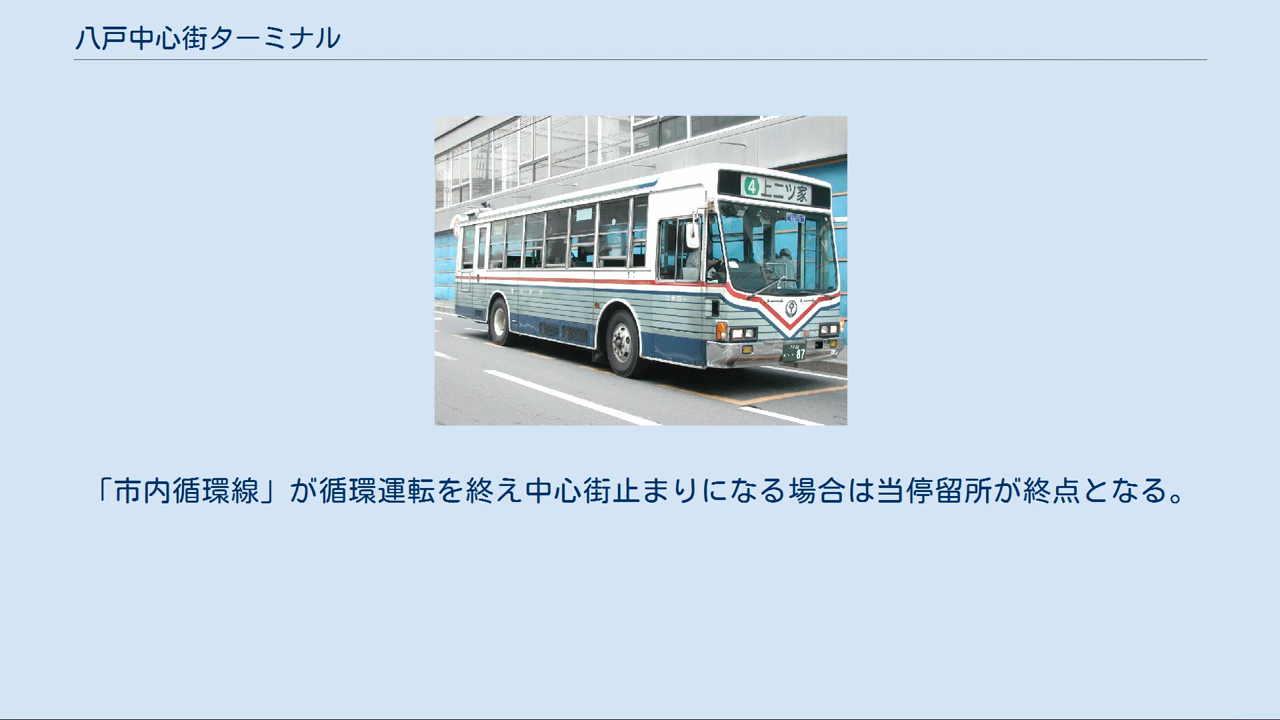 八戸中心街ターミナル
4 上二ツ家
87
「市内循環線」が循環運転を終え中心街止まりになる場合は当停留所が終点となる。